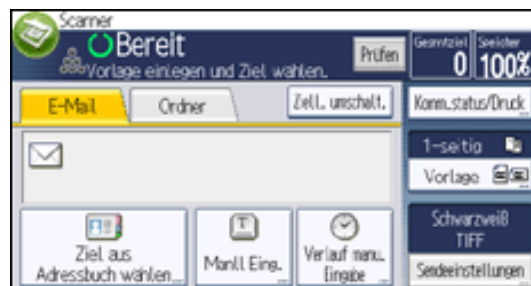 Scanner
Bereit
Vorlage einlegen und Ziel wählen.
Prüfen
Gesamtziel
0
Speicher
100%
E-Mail
Ordner
Zell. umschalt.
Komm.status/Druck
1-seitig
Vorlage
Ziel aus
Adressbuch wählen
Manll Eing.
Verlauf manu.
Eingabe
Schwarzweiß
TIFF
Sendeeinstellungen